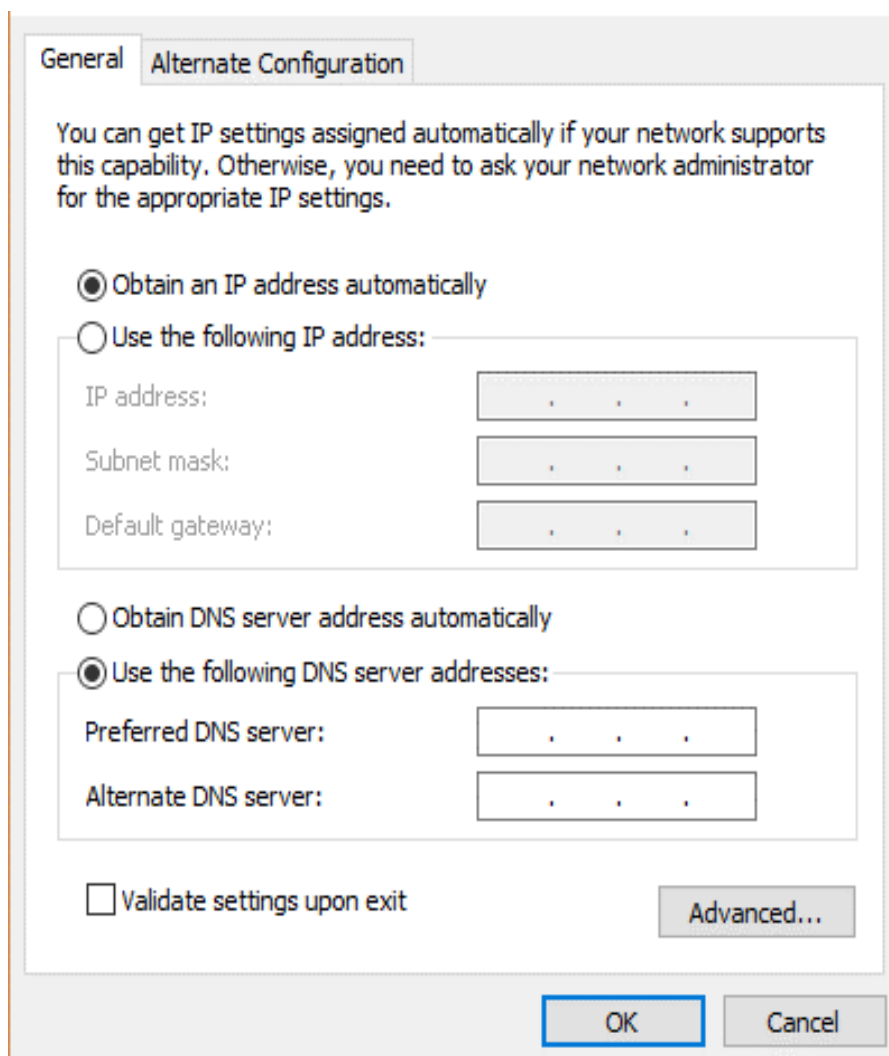 General
Alternate Configuration
You can get IP settings assigned automatically if your network supports
this capability. Otherwise, you need to ask your network administrator
for the appropriate IP settings.
Obtain an IP address automatically
Use the following IP address:
IP address:
. . .
Subnet mask:
. . .
Default gateway:
. . .
Obtain DNS server address automatically
Use the following DNS server addresses:
Preferred DNS server:
. . .
Alternate DNS server:
. . .
Validate settings upon exit
Advanced...
OK
Cancel